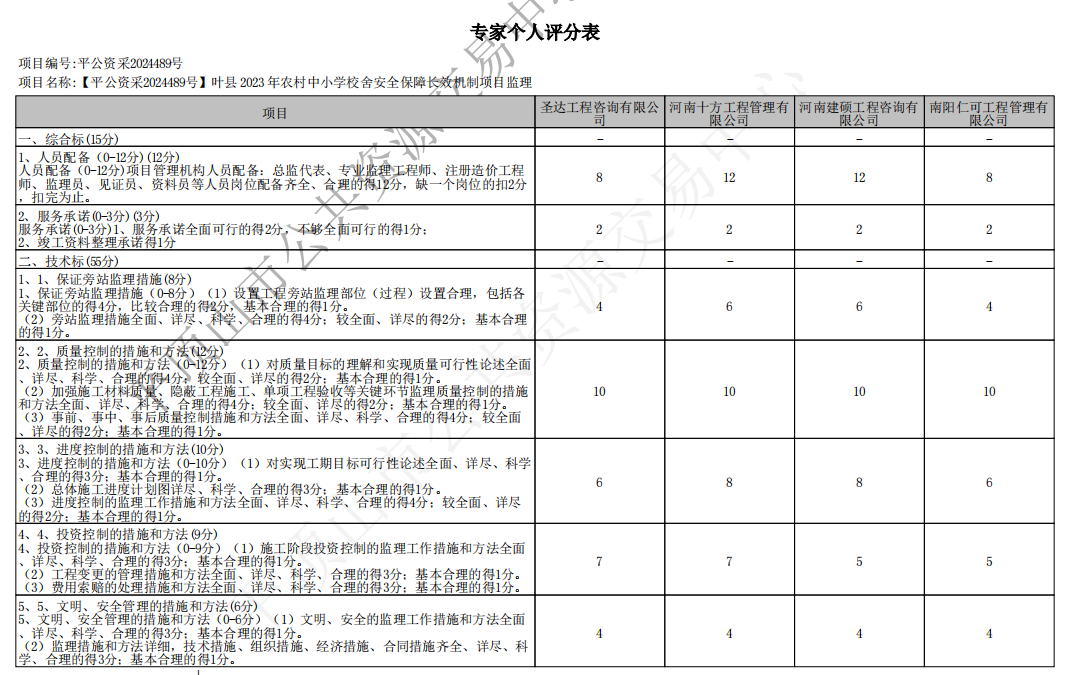 专家个人评分表
项目编号:平公资采2024489号
项目名称:【平公资采2024489号】叶县2023年农村中小学校舍安全保障长效机制项目监理
项目
圣达工程咨询有限公
司
河南十方工程管理有
限公司
河南建硕工程咨询有
限公司
南阳仁可工程管理有
限公司
一、综合标(15分)
— — — —
1、人员配备（0-12分)(12分)
人员配备（0-12分)项目管理机构人员配备：总监代表、专业监理工程师、注册造价工程
师、监理员、见证员、资料员等人员岗位配备齐全、合理的得12分，缺一个岗位的扣2分
，扣完为止。
8 12 12 8
2、服务承诺(0-3分)(3分)
服务承诺(0-3分)1、服务承诺全面可行的得2分，不够全面可行的得1分；
2、竣工资料整理承诺得1分
2 2 2 2
二、技术标(55分)
— — — —
1、1、保证旁站监理措施(8分)
1、保证旁站监理措施（0-8分）（1）设置工程旁站监理部位（过程）设置合理，包括各
关键部位的得4分，比较合理的得2分，基本合理的得1分。
（2）旁站监理措施全面、详尽、科学、合理的得4分；较全面、详尽的得2分；基本合理
的得1分。
4 6 6 4
2、2、质量控制的措施和方法(12分)
2、质量控制的措施和方法（0-12分）（1）对质量目标的理解和实现质量可行性论述全面
、详尽、科学、合理的得4分；较全面、详尽的得2分；基本合理的得1分。
（2）加强施工材料质量、隐蔽工程施工、单项工程验收等关键环节监理质量控制的措施
和方法全面、详尽、科学、合理的得4分；较全面、详尽的得2分；基本合理的得1分。
（3）事前、事中、事后质量控制措施和方法全面、详尽、科学、合理的得4分；较全面
、详尽的得2分；基本合理的得1分。
10 10 10 10
3、3、进度控制的措施和方法(10分)
3、进度控制的措施和方法（0-10分）（1）对实现工期目标可行性论述全面、详尽、科学
、合理的得3分；基本合理的得1分。
（2）总体施工进度计划图详尽、科学、合理的得3分；基本合理的得1分。
（3）进度控制的监理工作措施和方法全面、详尽、科学、合理的得4分；较全面、详尽
的得2分；基本合理的得1分。
6 8 8 6
4、4、投资控制的措施和方法(9分)
4、投资控制的措施和方法（0-9分）（1）施工阶段投资控制的监理工作措施和方法全面
、详尽、科学、合理的得3分；基本合理的得1分。
（2）工程变更的管理措施和方法全面、详尽、科学、合理的得3分；基本合理的得1分。
（3）费用索赔的处理措施和方法全面、详尽、科学、合理的得3分；基本合理的得1分。
7 7 5 5
5、5、文明、安全管理的措施和方法(6分)
5、文明、安全管理的措施和方法（0-6分）（1）文明、安全的监理工作措施和方法全面
、详尽、科学、合理的得3分；基本合理的得1分。
（2）监理措施和方法详细，技术措施、组织措施、经济措施、合同措施齐全、详尽、科
学、合理的得3分；基本合理的得1分。
4 4 4 4
平顶山市公共资源交易中心
平顶山市公共资源交易中心